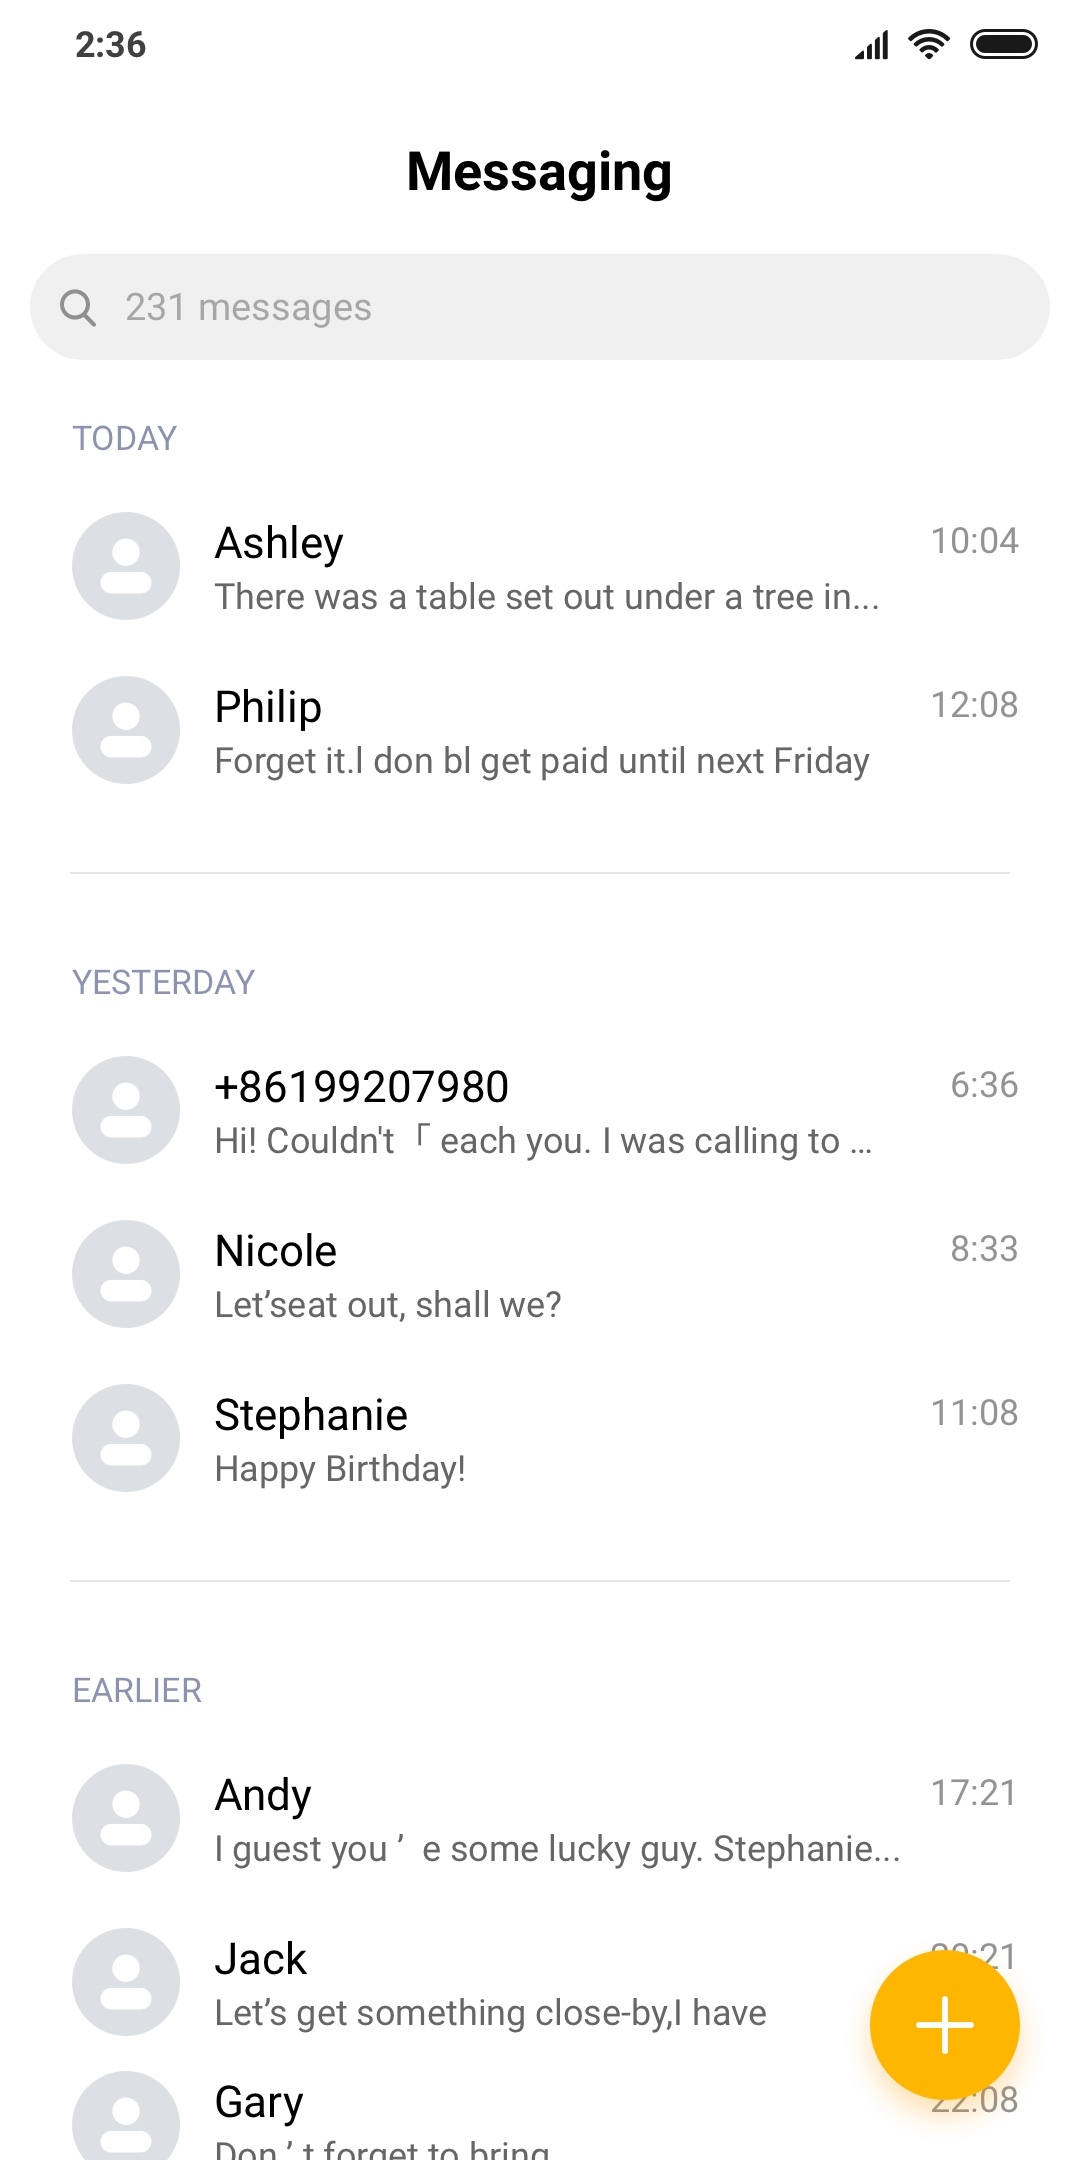 2:36
Messaging
231 messages
TODAY
Ashley
10:04
There was a table set out under a tree in...
Philip
12:08
Forget it.l don bl get paid until next Friday
YESTERDAY
+86199207980
6:36
Hi! Couldn't「 each you. I was calling to ...
Nicole
8:33
Let’seat out, shall we?
Stephanie
11:08
Happy Birthday!
EARLIER
Andy
17:21
I guest you ’ e some lucky guy. Stephanie...
Jack
Let’s get something close-by,I have
Gary
22:08
Don ’ t forget to bring